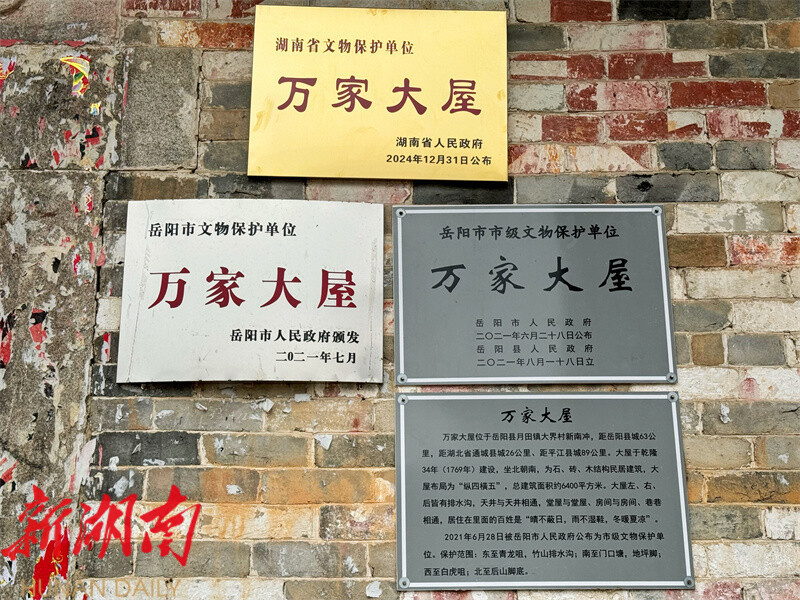 湖南省文物保护单位
万家大屋
湖南省人民政府
2024年12月31日公布
岳阳市文物保护单位
万家大屋
岳阳市人民政府颁发
二〇二一年七月
岳阳市市级文物保护单位
万家大屋
岳阳市人民政府
二〇二一年六月二十八日公布
岳阳县人民政府
二〇二一年八月一十八日立
万家大屋
万家大屋位于岳阳县月田镇大界村新南冲，距岳阳县城63公
里，距湖北省通城县城26公里、距平江县城89公里，大屋于乾隆
34年（1769年）建设，坐北朝南，为石、砖、木结构民居建筑，大
屋布局为“纵四横五”，总建筑面积约6400平方米，大屋左、右、
后皆有排水沟，天井与天井相通，堂屋与堂屋、房间与房间、巷巷
相通，居住在里面的百姓是“晴不蔽日，雨不湿鞋，冬暖夏凉”。
2021年6月28日被岳阳市人民政府公布为市级文物保护单
位。保护范围：东至青龙咀，竹山排水沟；南至门口塘，地坪脚；
西至白虎咀；北至后山脚底。
新湖南
HUNAN DAILY